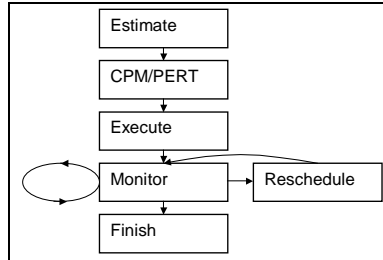 Estimate
CPM/PERT
Execute
Monitor
Reschedule
Finish